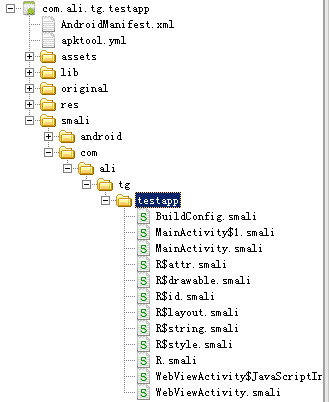 com.ali.tg.testapp
AndroidManifest.xml
apktool.yml
assets
lib
original
res
smali
android
com
ali
tg
testapp
BuildConfig.smali
MainActivity$1.smali
MainActivity.smali
R$attr.smali
R$drawable.smali
R$id.smali
R$layout.smali
R$string.smali
R$style.smali
R.smali
WebViewActivity$JavaScriptIn
WebViewActivity.smali